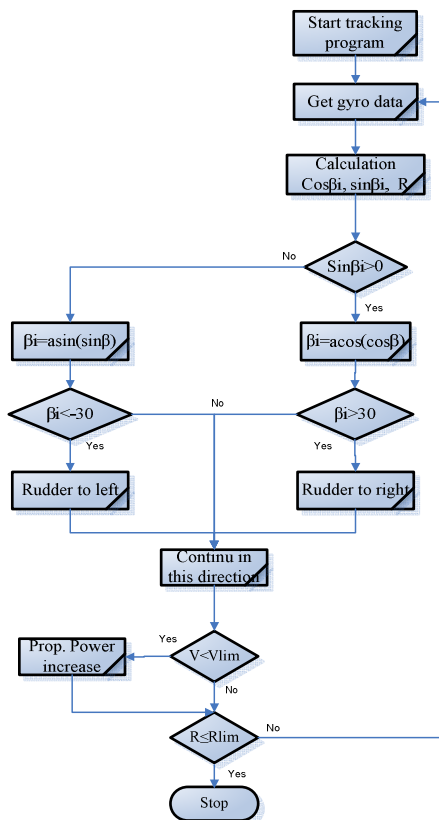 Start tracking
program
Get gyro data
Calculation
Cosβi, sinβi, R
Sinβi>0
No
Yes
βi=asin(sinβ)
βi=acos(cosβ)
βi<-30
No
βi>30
Yes
Yes
Rudder to left
Rudder to right
Continu in
this direction
V<Vlim
Yes
No
Prop. Power
increase
R≤Rlim
No
Yes
Stop